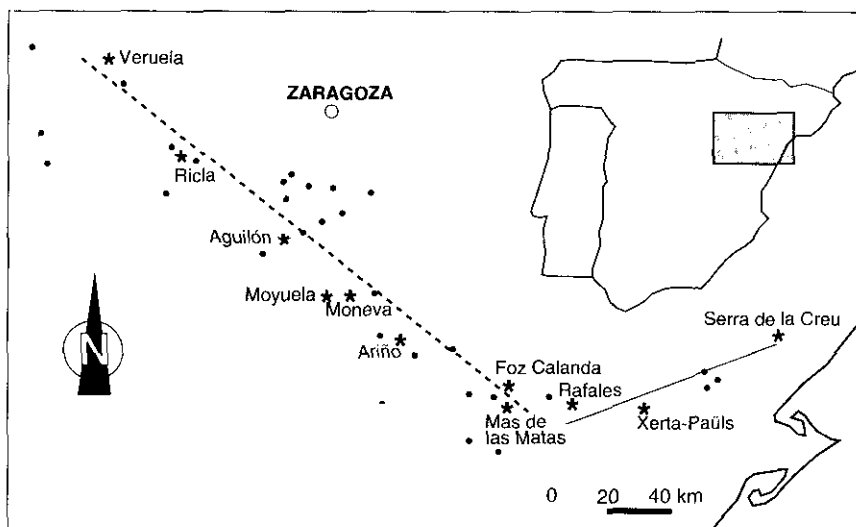 Veruela
ZARAGOZA
Ricla
Aguilón
Moyuela
Moneva
Serra de la Creu
Ariño
N
Foz Calanda
Rafales
Mas de
las Matas
Xerta-Paüls
0 20 40 km